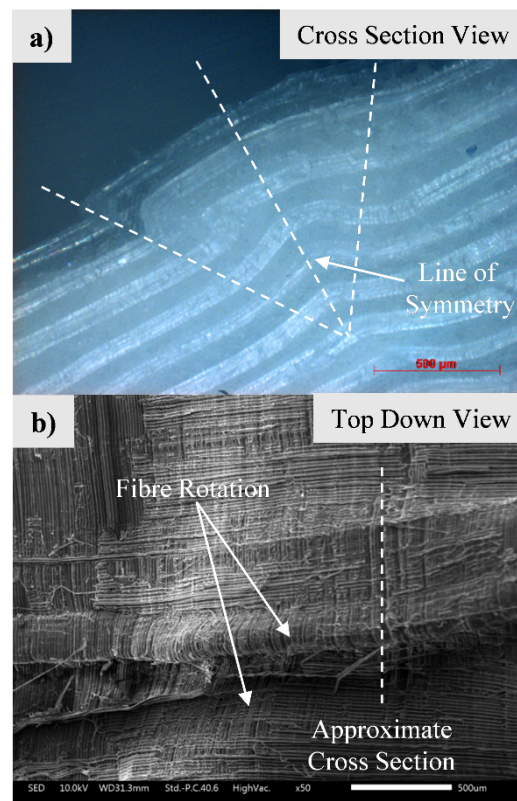 a)
Cross Section View
Line of
Symmetry
500 µm
b)
Top Down View
Fibre Rotation
Approximate
Cross Section
SED 10.0kV WD31.3mm Std.-P.C.40.6 HighVac. x50 500um